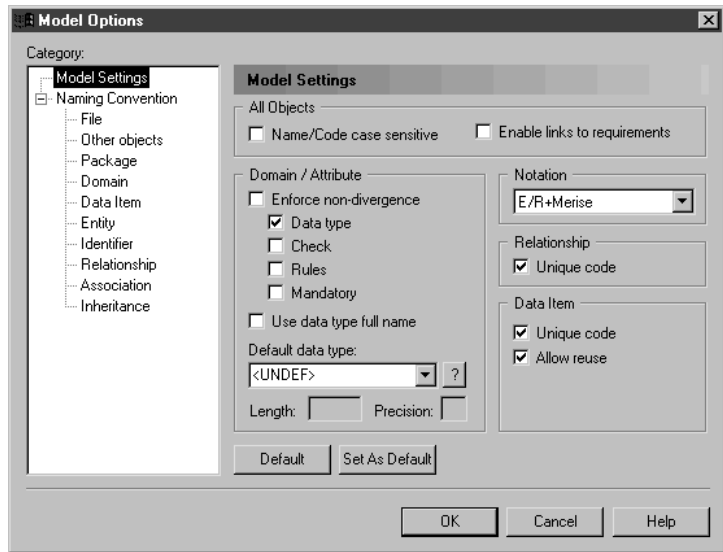 Model Options
Category:
Model Settings
Naming Convention
File
Other objects
Package
Domain
Data Item
Entity
Identifier
Relationship
Association
Inheritance
Model Settings
All Objects
Name/Code case sensitive
Enable links to requirements
Domain / Attribute
Enforce non-divergence
Data type
Check
Rules
Mandatory
Use data type full name
Default data type:
<UNDEF>
?
Length:
Precision:
Notation
E/R+Merise
Relationship
Unique code
Data Item
Unique code
Allow reuse
Default
Set As Default
OK
Cancel
Help